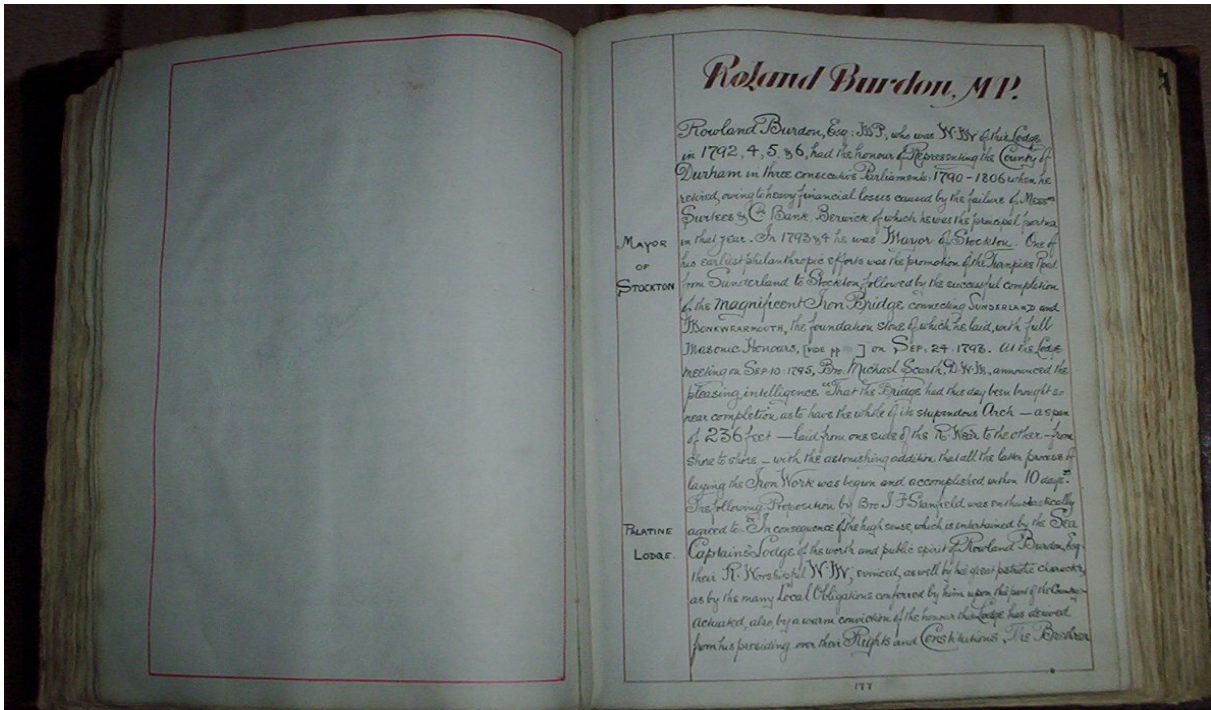 Roland Burdon, MP.
Rowland Burdon, Esq: MP, who was W·M of this Lodge
in 1792, 4, 5, & 6, had the honour of Representing the County of
Durham in three consecutive Parliaments: 1790 - 1806 when he
retired, owing to heavy financial losses caused by the failure of Messrs
Surtees & Co Bank. Berwick of which he was the principal partner
in that year. In 1793 & 4 he was Mayor of Stockton. One of
his earliest philanthropic efforts was the promotion of the Turnpike Road
from Sunderland to Stockton, followed by the successful completion
of the Magnificent Iron Bridge connecting SUNDERLAND and
MONKWEARMOUTH, the foundation stone of which he laid, with full
Masonic Honours, [VIDE pp ] on SEP. 24. 1793. At the Lodge
meeting on SEP. 10: 1795, Bro. Michael Scarth, D·W·M, announced the
pleasing intelligence "That the Bridge had this day been brought so
near completion, as to have the whole of its stupendous Arch — a span
of 236 feet — laid from one side of the R. Wear to the other — from
shore to shore — with the astonishing addition that all the latter process of
laying the Iron Work was begun and accomplished within 10 days."
The following Proposition by Bro J F Stanfield was enthusiastically
agreed to "In consequence of the high sense, which is entertained by the Sea
Captains' Lodge of the worth and public spirit of Rowland Burdon, Esq.
their R. Worshipful W·M, evinced, as well by his great patriotic character,
as by the many Local Obligations conferred by him upon this part of the Country
Actuated, also, by a warm conviction of the honour this Lodge has derived
from his presiding over their Rights and Constitutions, The Brethren
MAYOR
OF
STOCKTON
PALATINE
LODGE.
177